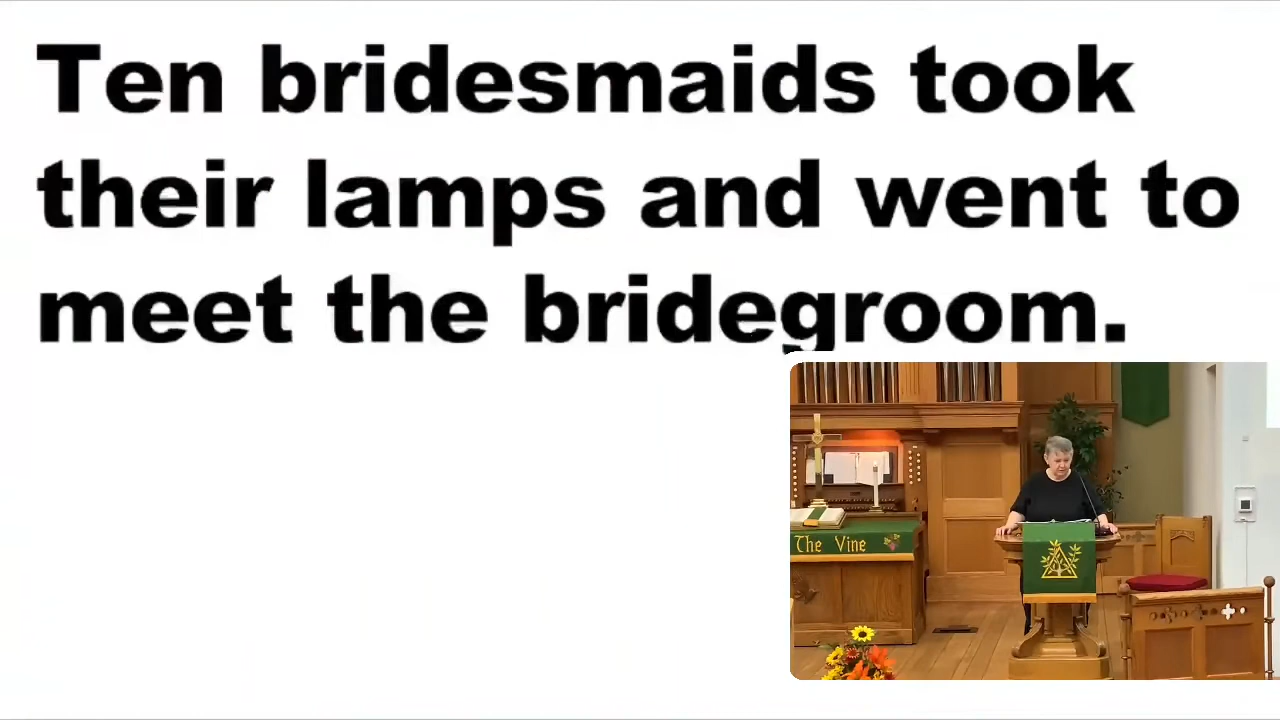 Ten bridesmaids took
their lamps and went to
meet the bridegroom.
The Vine